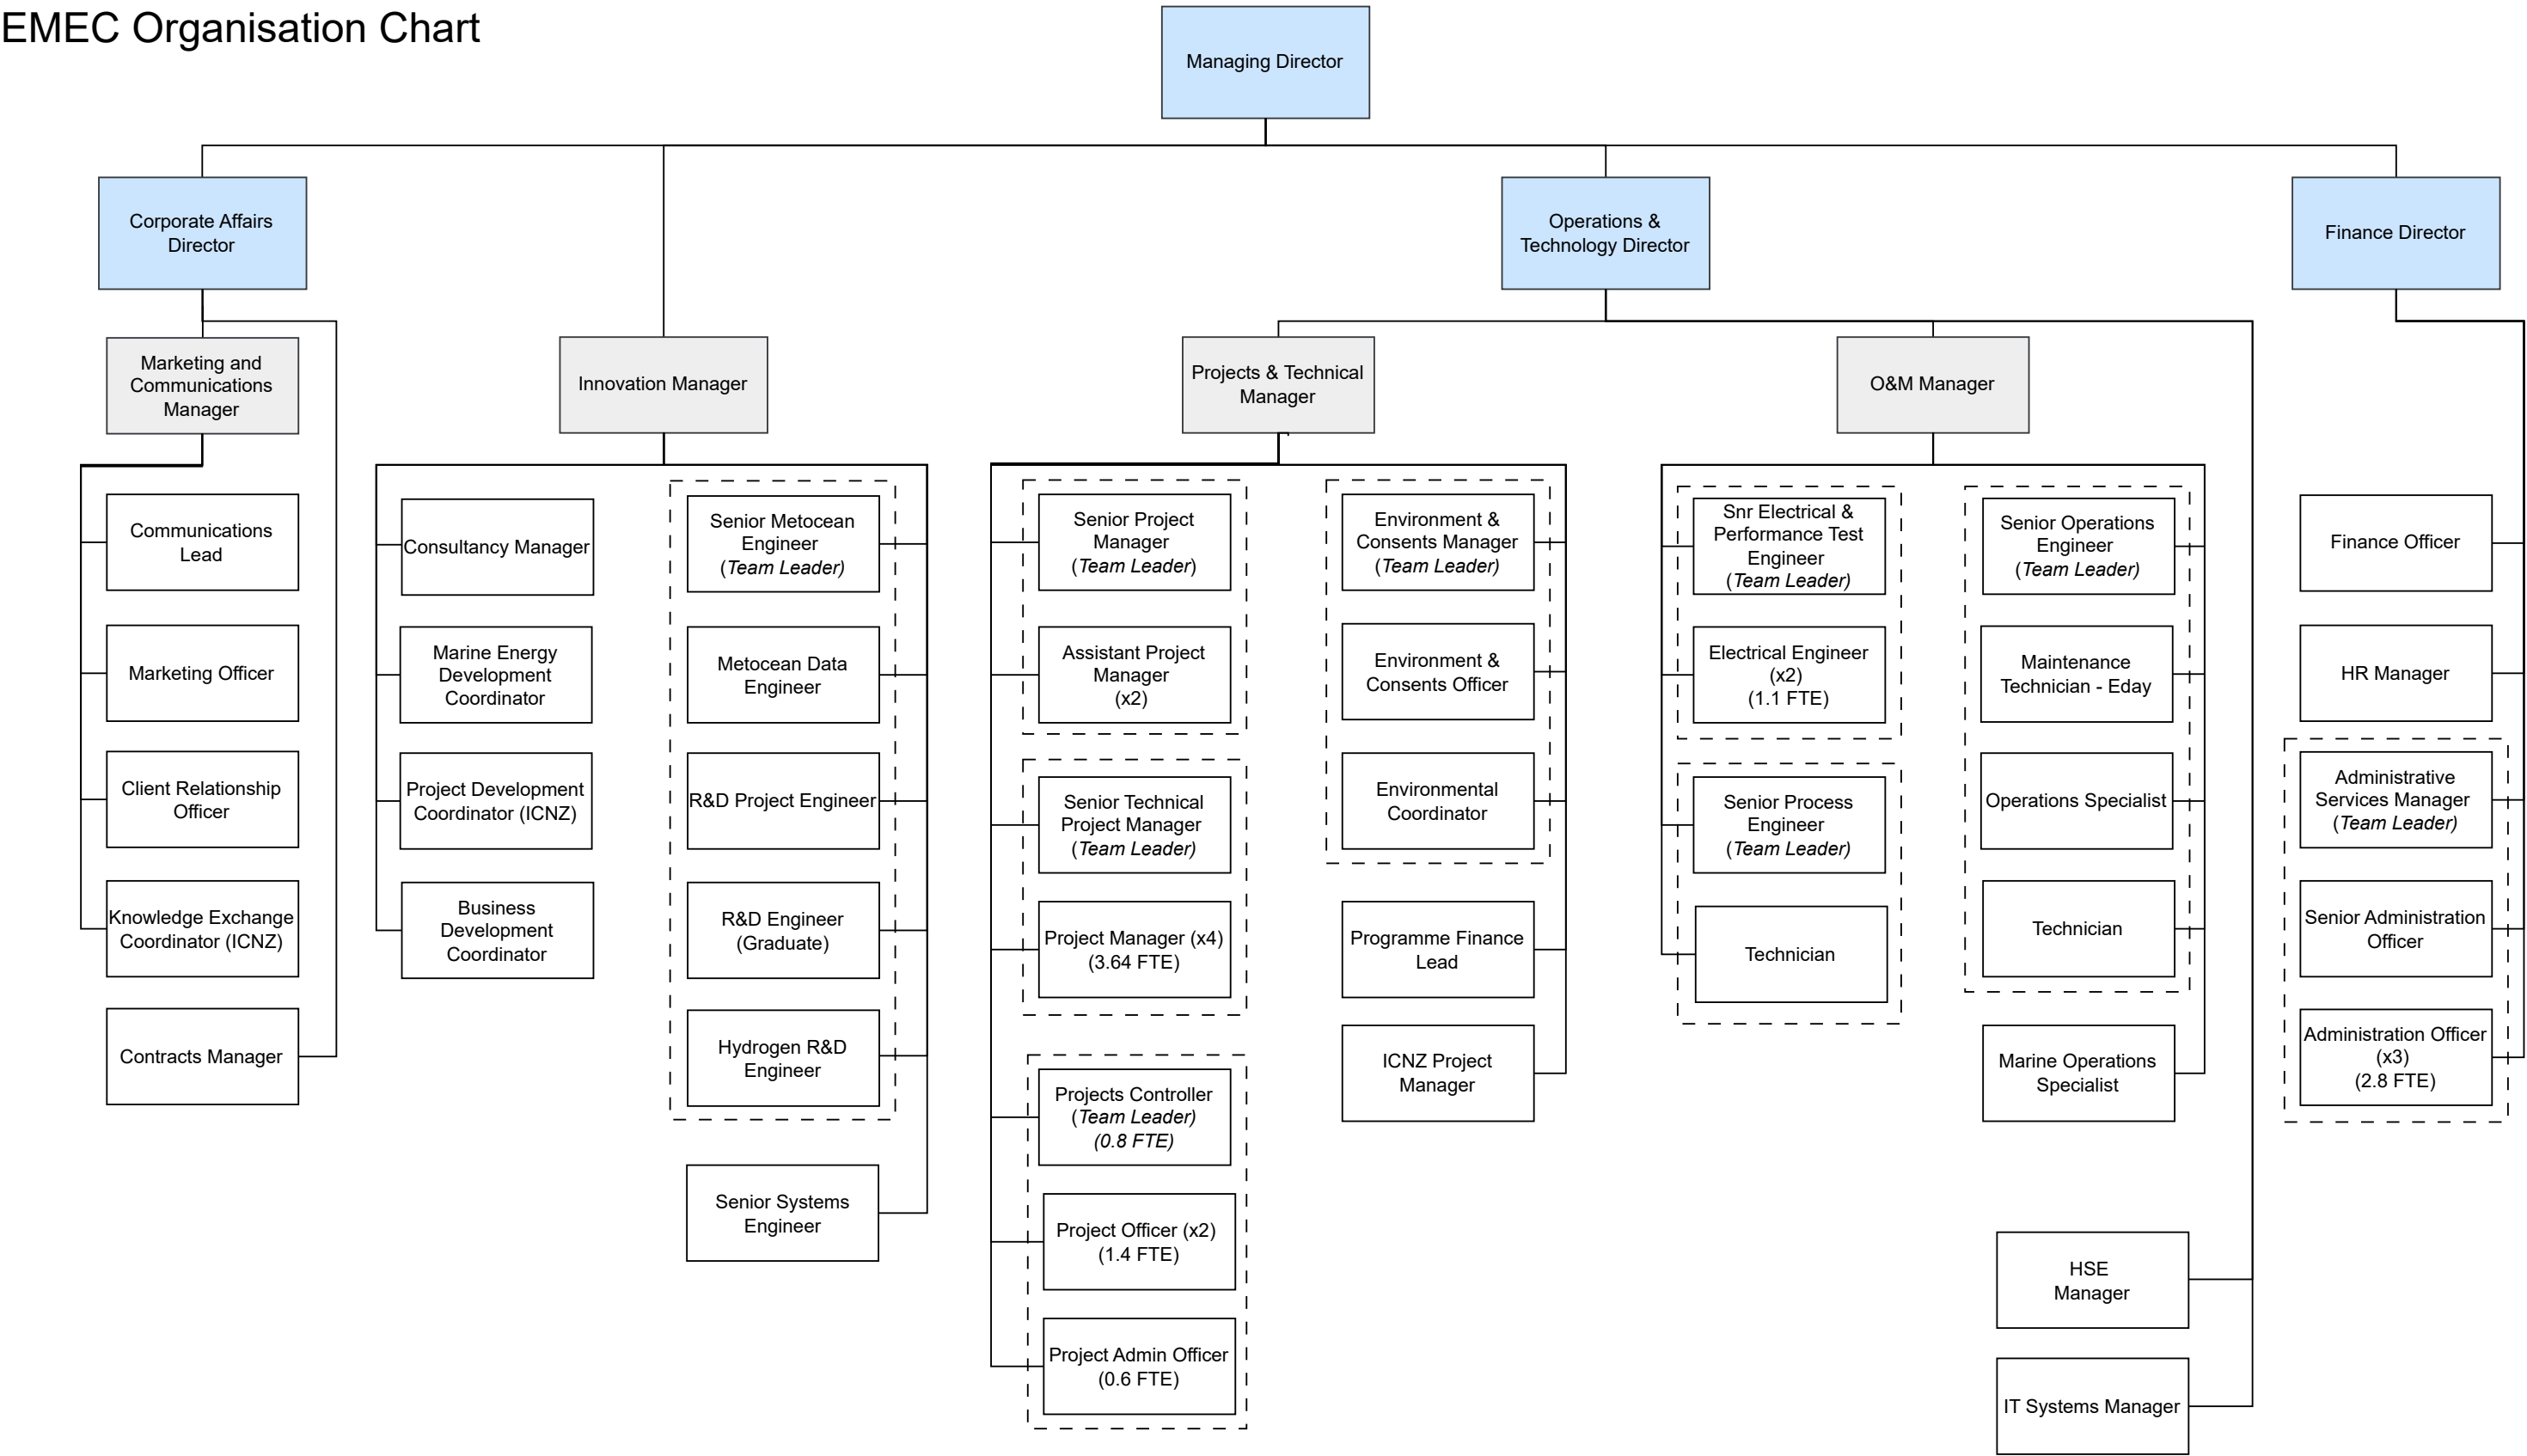 EMEC Organisation Chart
Managing Director
Corporate Affairs
Director
Operations &
Technology Director
Finance Director
Marketing and
Communications
Manager
Innovation Manager
Projects & Technical
Manager
O&M Manager
Communications
Lead
Marketing Officer
Client Relationship
Officer
Knowledge Exchange
Coordinator (ICNZ)
Contracts Manager
Consultancy Manager
Marine Energy
Development
Coordinator
Project Development
Coordinator (ICNZ)
Business
Development
Coordinator
Senior Metocean
Engineer
(Team Leader)
Metocean Data
Engineer
R&D Project Engineer
R&D Engineer
(Graduate)
Hydrogen R&D
Engineer
Senior Systems
Engineer
Senior Project
Manager
(Team Leader)
Assistant Project
Manager
(x2)
Senior Technical
Project Manager
(Team Leader)
Project Manager (x4)
(3.64 FTE)
Projects Controller
(Team Leader)
(0.8 FTE)
Project Officer (x2)
(1.4 FTE)
Project Admin Officer
(0.6 FTE)
Environment &
Consents Manager
(Team Leader)
Environment &
Consents Officer
Environmental
Coordinator
Programme Finance
Lead
ICNZ Project
Manager
Snr Electrical &
Performance Test
Engineer
(Team Leader)
Electrical Engineer
(x2)
(1.1 FTE)
Senior Process
Engineer
(Team Leader)
Technician
Senior Operations
Engineer
(Team Leader)
Maintenance
Technician - Eday
Operations Specialist
Technician
Marine Operations
Specialist
HSE
Manager
IT Systems Manager
Finance Officer
HR Manager
Administrative
Services Manager
(Team Leader)
Senior Administration
Officer
Administration Officer
(x3)
(2.8 FTE)